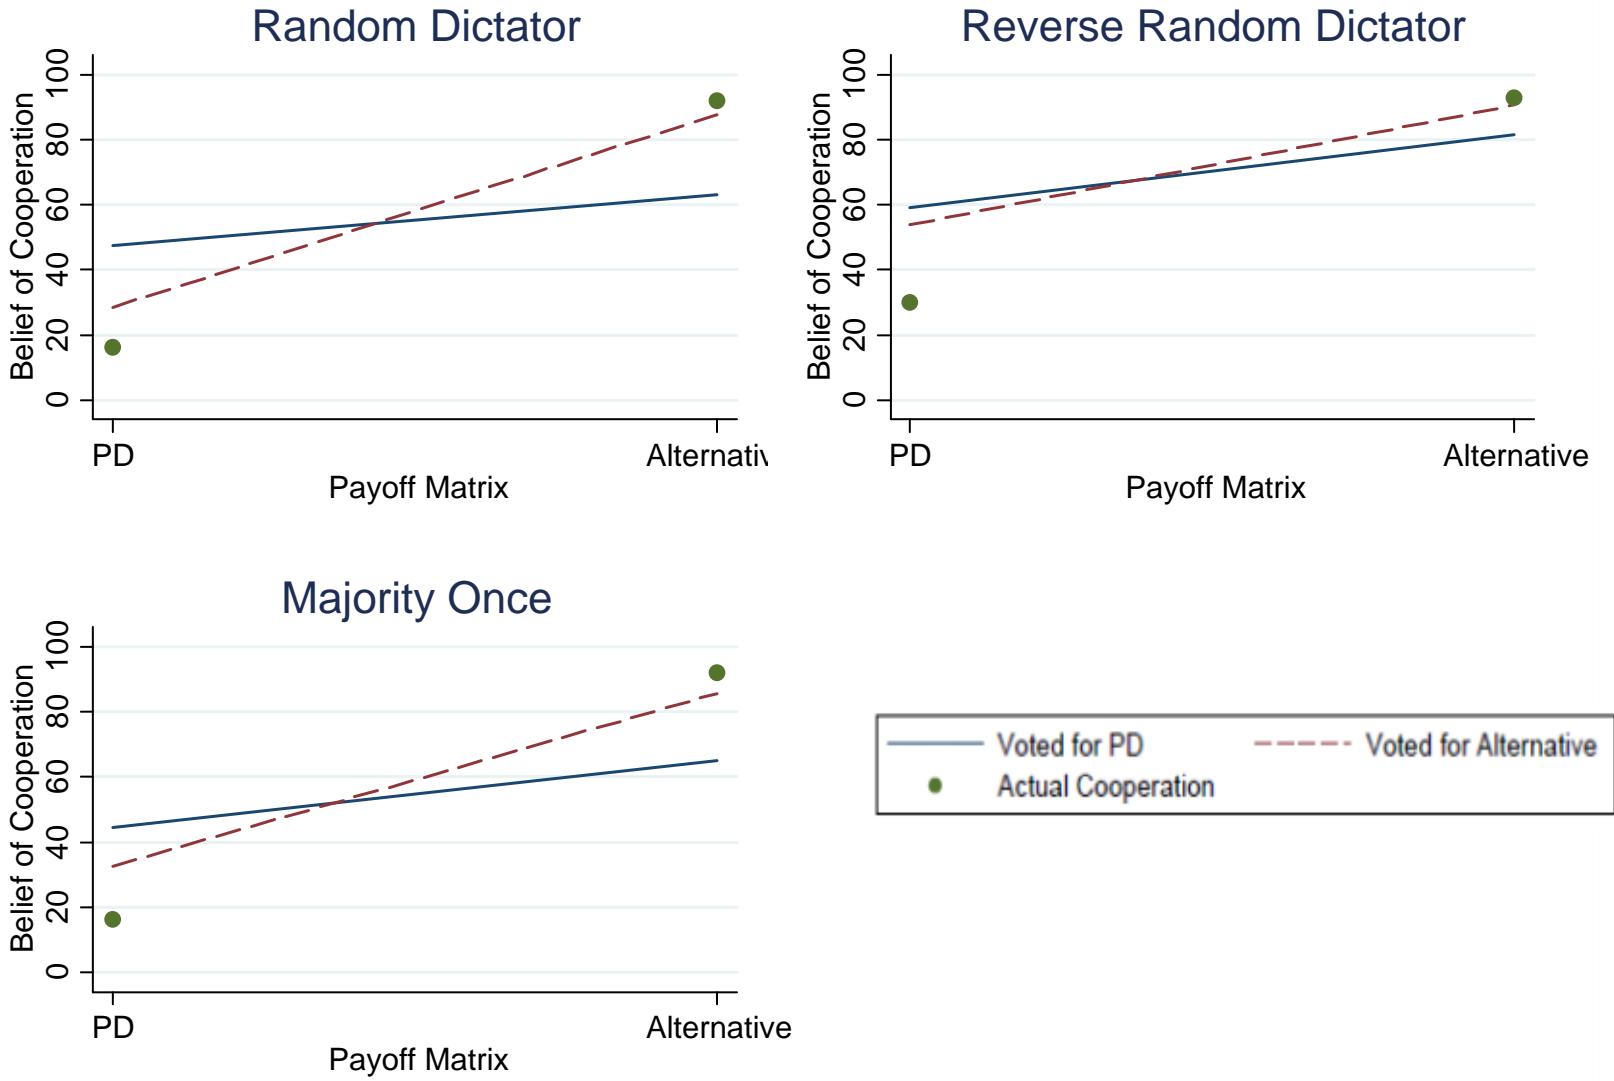 Random Dictator
Belief of Cooperation
0 20 40 60 80 100
PD Alternativ
Payoff Matrix
Reverse Random Dictator
Belief of Cooperation
0 20 40 60 80 100
PD Alternative
Payoff Matrix
Majority Once
Belief of Cooperation
0 20 40 60 80 100
PD Alternative
Payoff Matrix
Voted for PD Voted for Alternative
Actual Cooperation